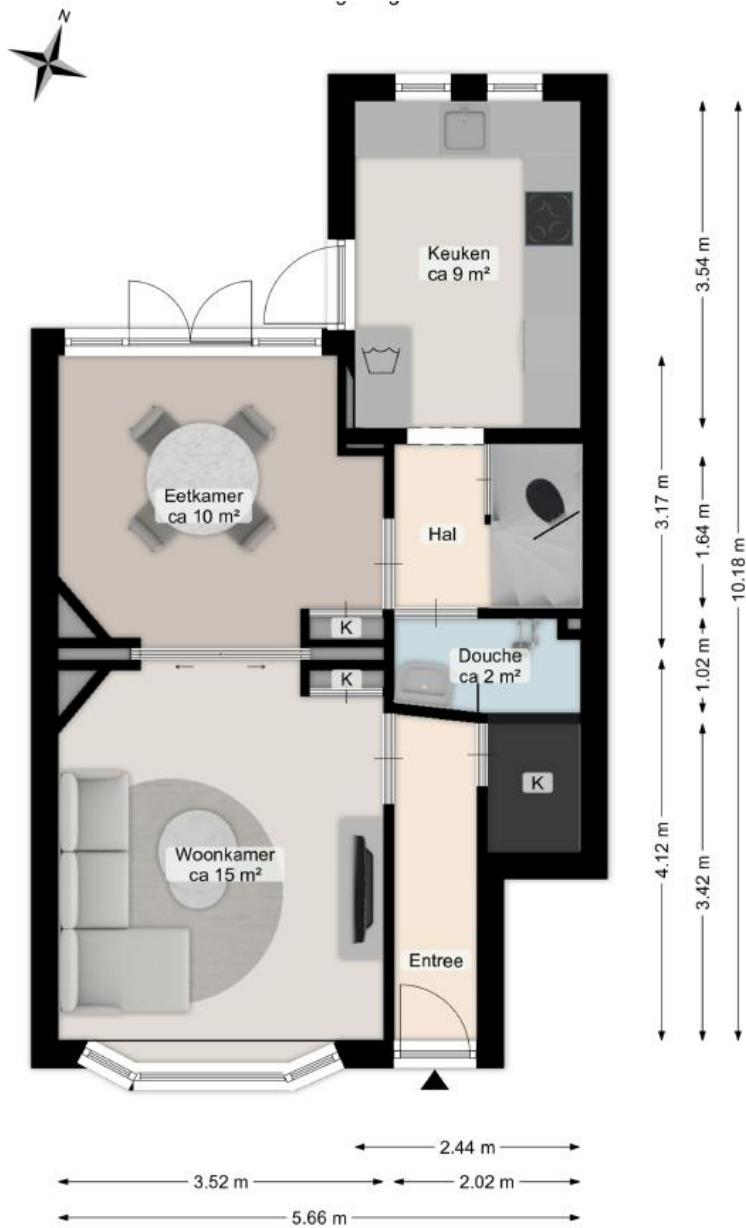 N
Keuken
ca 9 m²
3.54 m
Eetkamer
ca 10 m²
Hal
3.17 m
1.64 m
10.18 m
K
Douche
ca 2 m²
1.02 m
K
K
Woonkamer
ca 15 m²
4.12 m
3.42 m
Entree
2.44 m
3.52 m
2.02 m
5.66 m